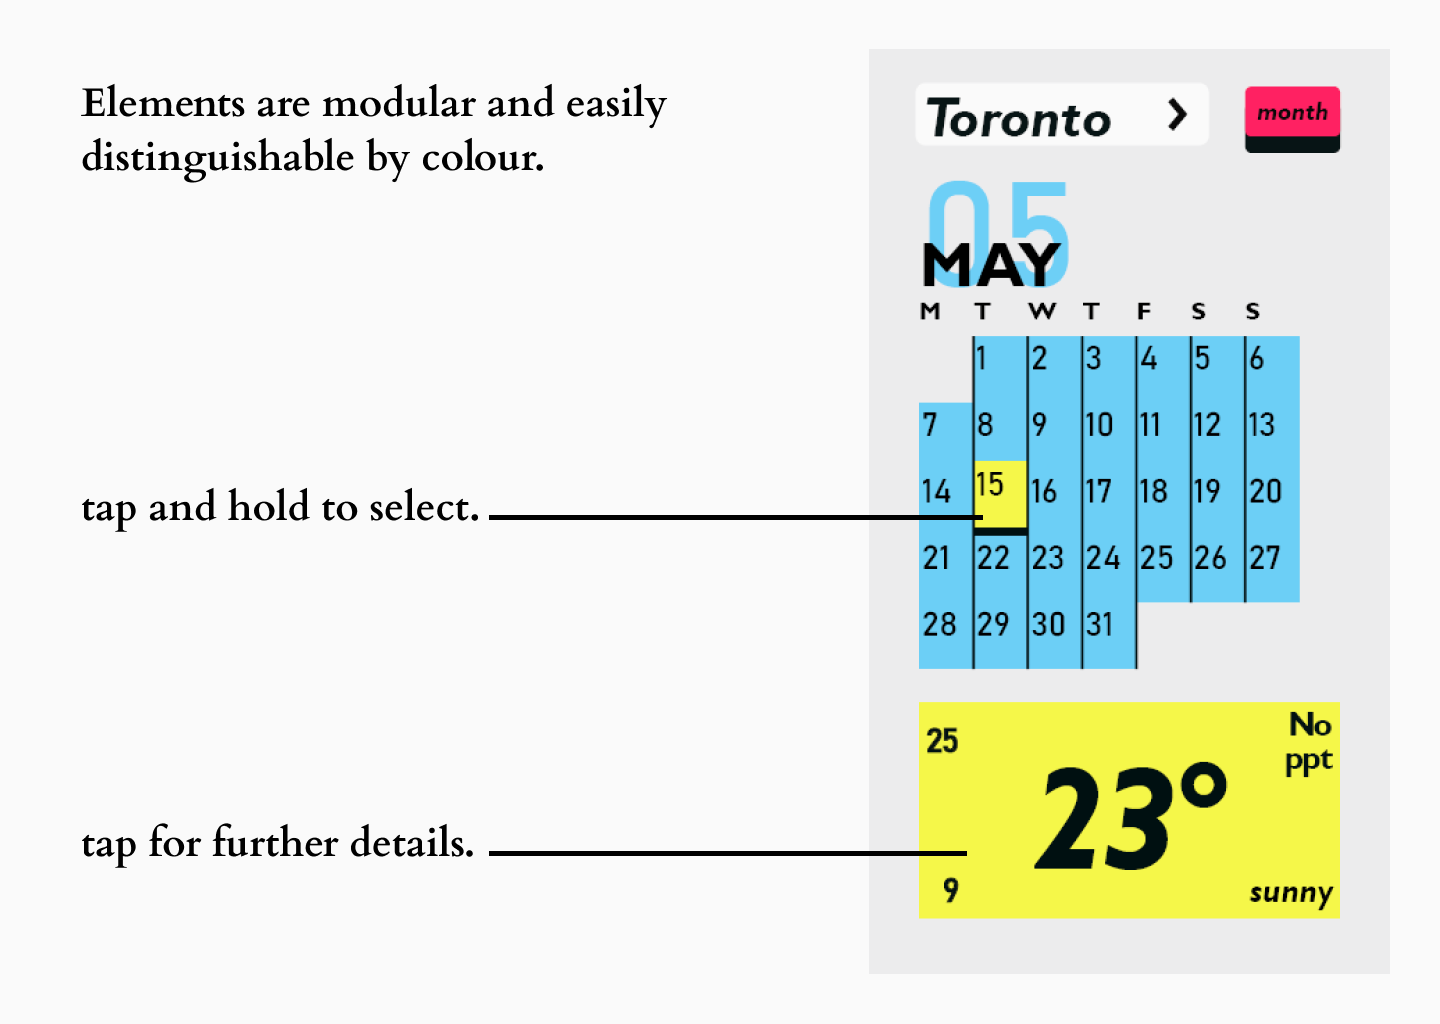 Elements are modular and easily
distinguishable by colour.
tap and hold to select.
tap for further details.
Toronto >
month
05
MAY
M T W T F S S
1 2 3 4 5 6
7 8 9 10 11 12 13
14 15 16 17 18 19 20
21 22 23 24 25 26 27
28 29 30 31
25
23°
No
ppt
9
sunny